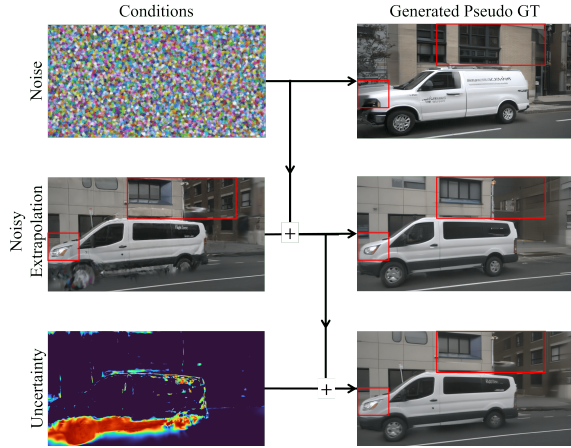 Conditions
Generated Pseudo GT
Noise
Noisy
Extrapolation
+
Uncertainty
+